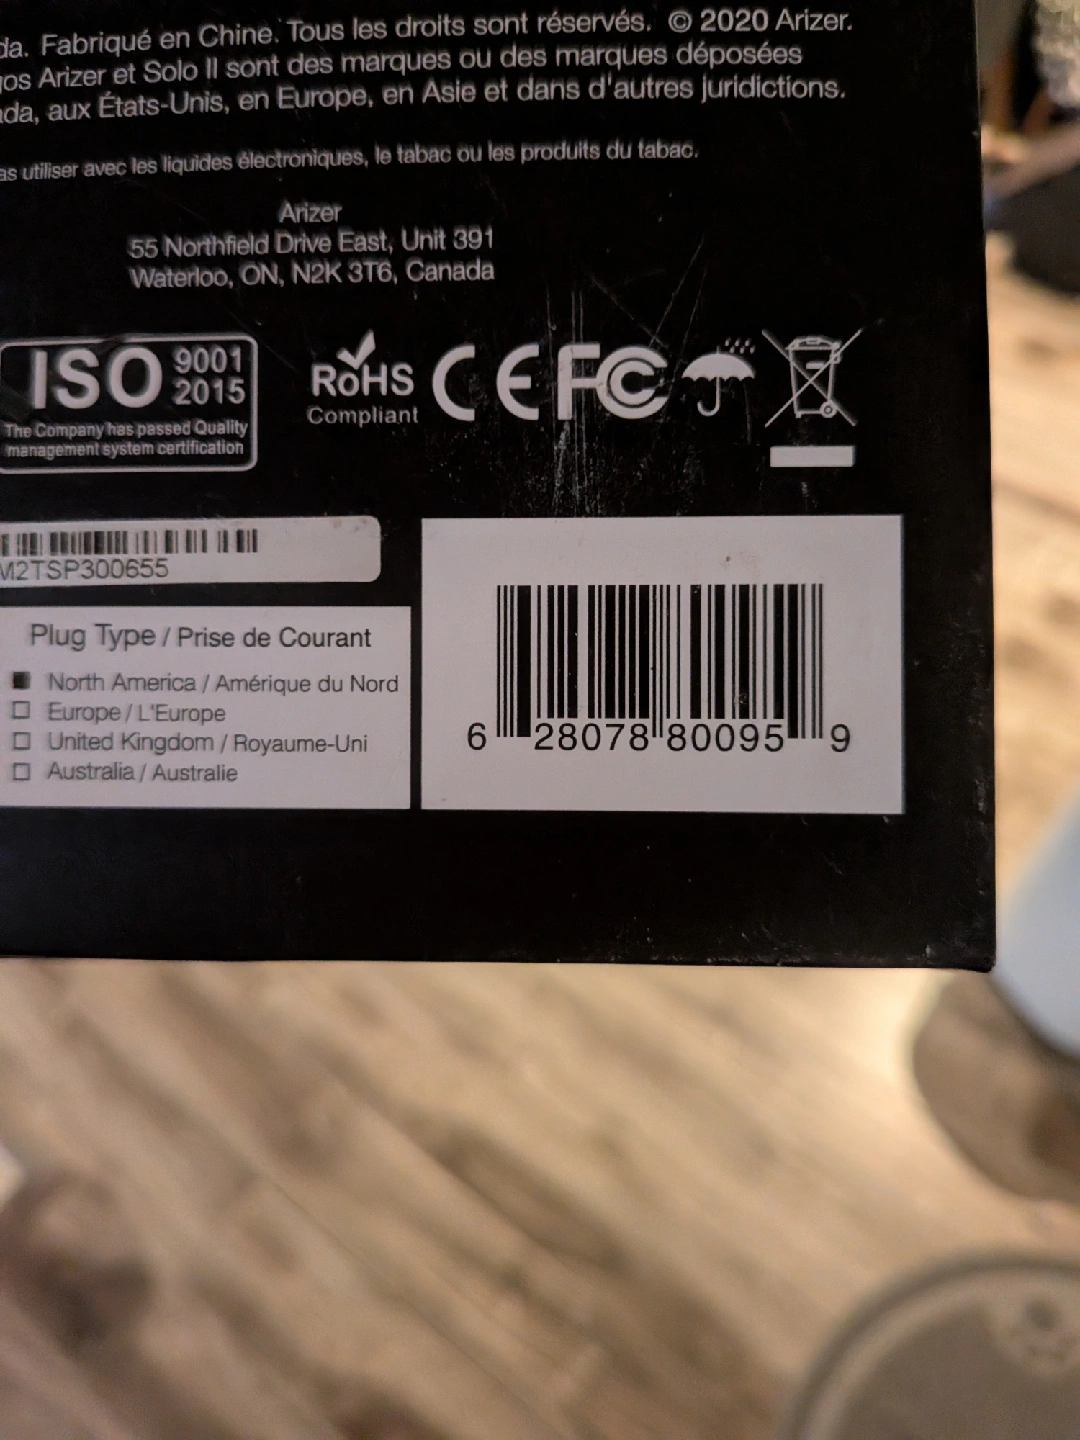 da. Fabriqué en Chine. Tous les droits sont réservés. © 2020 Arizer.
gos Arizer et Solo II sont des marques ou des marques déposées
ada, aux États-Unis, en Europe, en Asie et dans d'autres juridictions.
as utiliser avec les liquides électroniques, le tabac ou les produits du tabac.
Arizer
55 Northfield Drive East, Unit 391
Waterloo, ON, N2K 3T6, Canada
ISO 9001 2015
The Company has passed Quality
management system certification
RoHS
Compliant
CE FC
M2TSP300655
Plug Type / Prise de Courant
North America / Amérique du Nord
Europe / L'Europe
United Kingdom / Royaume-Uni
Australia / Australie
6 28078 80095 9